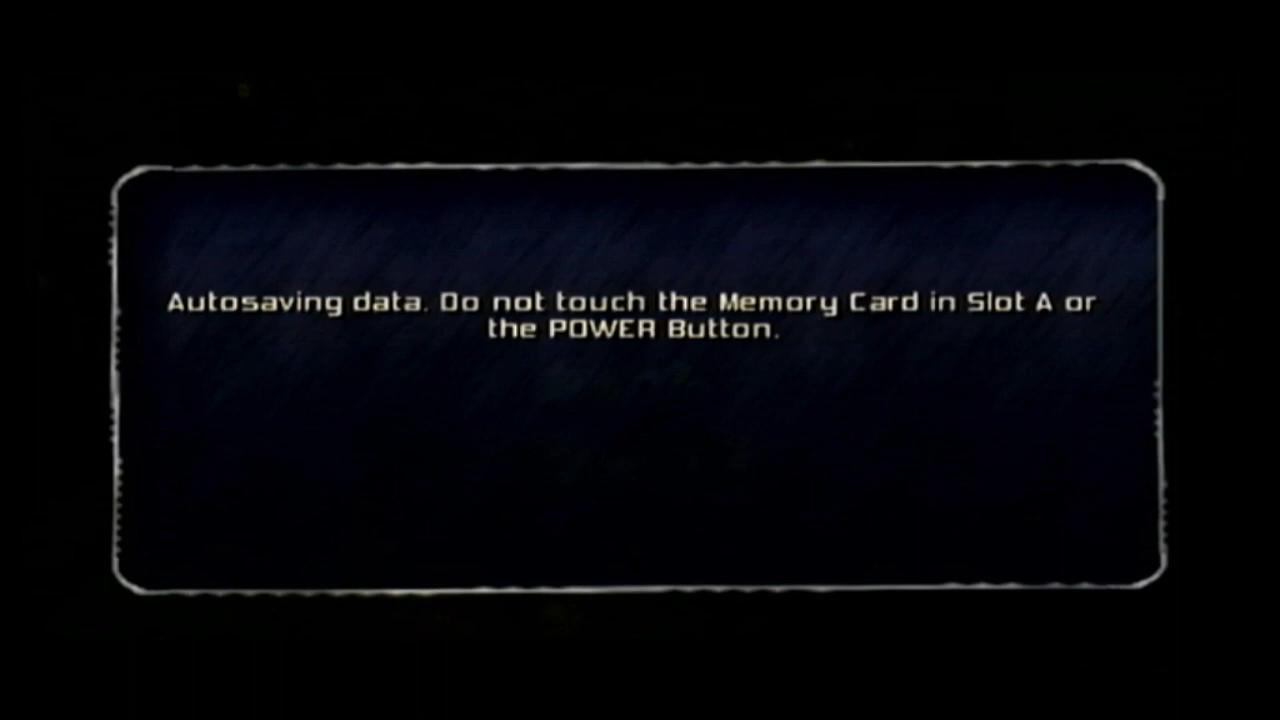 Autosaving data. Do not touch the Memory Card in Slot A or
the POWER Button.